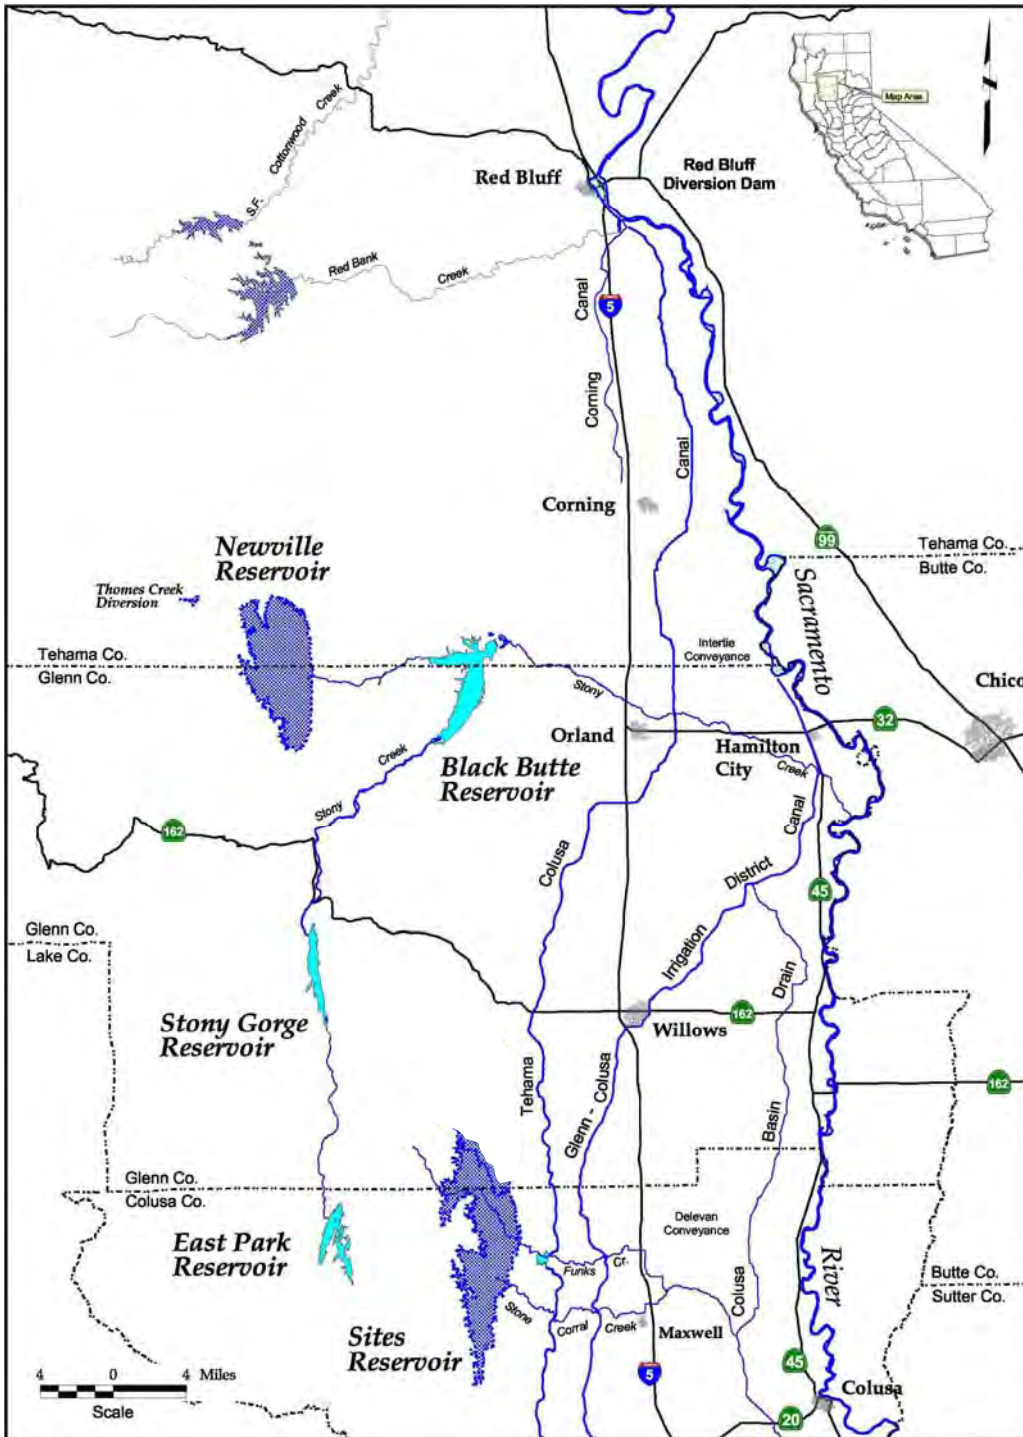 Map Area
Creek
Cottonwood
S.F.
Red Bluff
Red Bluff
Diversion Dam
Red Bank
Creek
Canal
5
Corning
Canal
Corning
99
Tehama Co.
Butte Co.
Newville
Reservoir
Thomes Creek
Diversion
Sacramento
Intertie
Conveyance
Tehama Co.
Glenn Co.
Stony
Chico
32
Orland
Hamilton
City
Creek
Creek
Black Butte
Reservoir
Stony
162
Canal
Colusa
District
45
Glenn Co.
Lake Co.
Irrigation
Drain
Stony Gorge
Reservoir
Willows
162
Tehama
Glenn - Colusa
162
Basin
Glenn Co.
Colusa Co.
East Park
Reservoir
Delevan
Conveyance
Funks
Cr.
River
Butte Co.
Sutter Co.
Colusa
Stone
Corral
Creek
Maxwell
Sites
Reservoir
4
0
4 Miles
Scale
5
45
Colusa
20